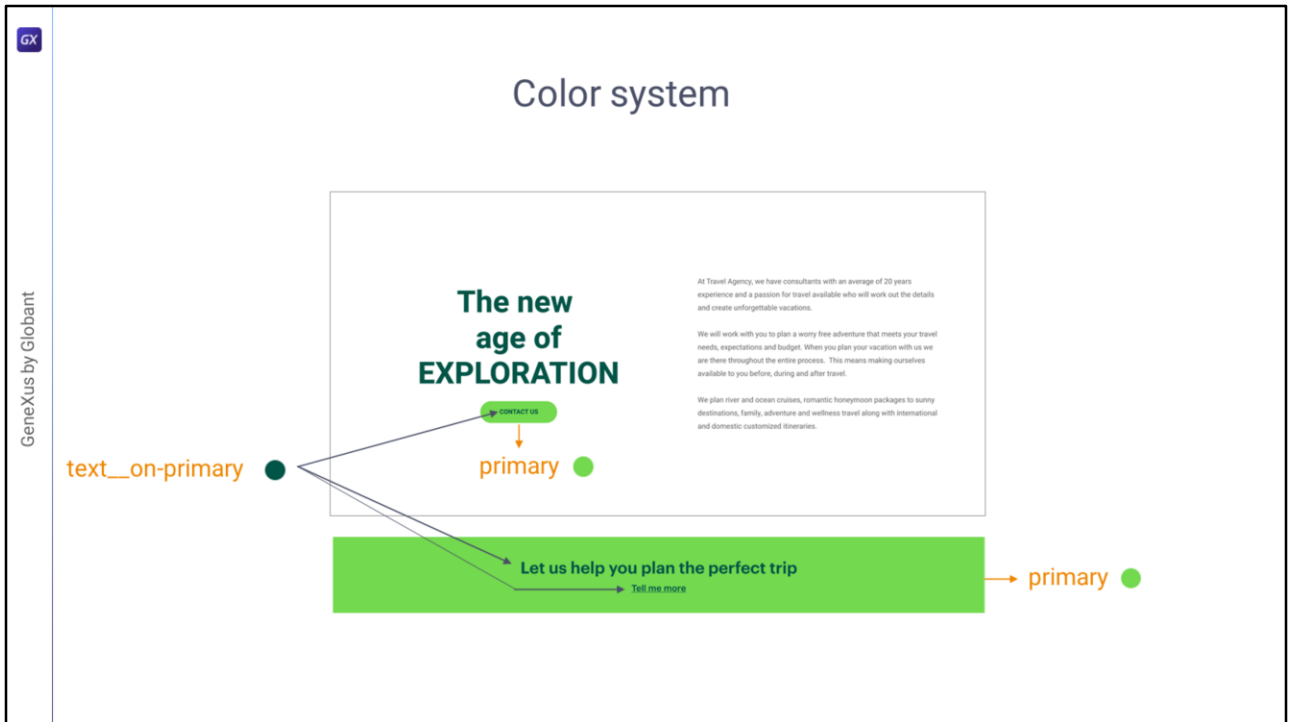 GX
GeneXus by Globant
Color system
The new
age of
EXPLORATION
CONTACT US
At Travel Agency, we have consultants with an average of 20 years
experience and a passion for travel available who will work out the details
and create unforgettable vacations.
We will work with you to plan a worry free adventure that meets your travel
needs, expectations and budget. When you plan your vacation with us we
are there throughout the entire process. This means making ourselves
available to you before, during and after travel.
We plan river and ocean cruises, romantic honeymoon packages to sunny
destinations, family, adventure and wellness travel along with international
and domestic customized itineraries.
text__on-primary
primary
Let us help you plan the perfect trip
Tell me more
primary